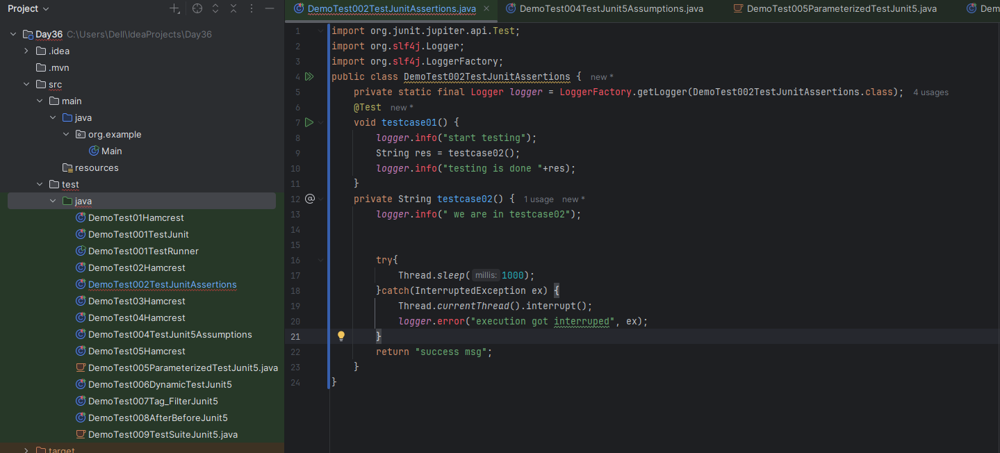 Project
Day36 C:\Users\Dell\IdeaProjects\Day36
.idea
.mvn
src
main
java
org.example
Main
resources
test
java
DemoTest01Hamcrest
DemoTest001TestJunit
DemoTest001TestRunner
DemoTest02Hamcrest
DemoTest002TestJunitAssertions
DemoTest03Hamcrest
DemoTest04Hamcrest
DemoTest004TestJunit5Assumptions
DemoTest05Hamcrest
DemoTest005ParameterizedTestJunit5.java
DemoTest006DynamicTestJunit5
DemoTest007Tag_FilterJunit5
DemoTest008AfterBeforeJunit5
DemoTest009TestSuiteJunit5.java
target
DemoTest002TestJunitAssertions.java DemoTest004TestJunit5Assumptions.java DemoTest005ParameterizedTestJunit5.java Dem
1 import org.junit.jupiter.api.Test;
2 import org.slf4j.Logger;
3 import org.slf4j.LoggerFactory;
4 public class DemoTest002TestJunitAssertions { new *
5 private static final Logger logger = LoggerFactory.getLogger(DemoTest002TestJunitAssertions.class); 4 usages
6 @Test new *
7 void testcase01() {
8 logger.info("start testing");
9 String res = testcase02();
10 logger.info("testing is done "+res);
11 }
12 @ private String testcase02() { 1 usage new *
13 logger.info(" we are in testcase02");
14
15
16 try{
17 Thread.sleep( millis: 1000);
18 }catch(InterruptedException ex) {
19 Thread.currentThread().interrupt();
20 logger.error("execution got interruped", ex);
21 }
22 return "success msg";
23 }
24 }